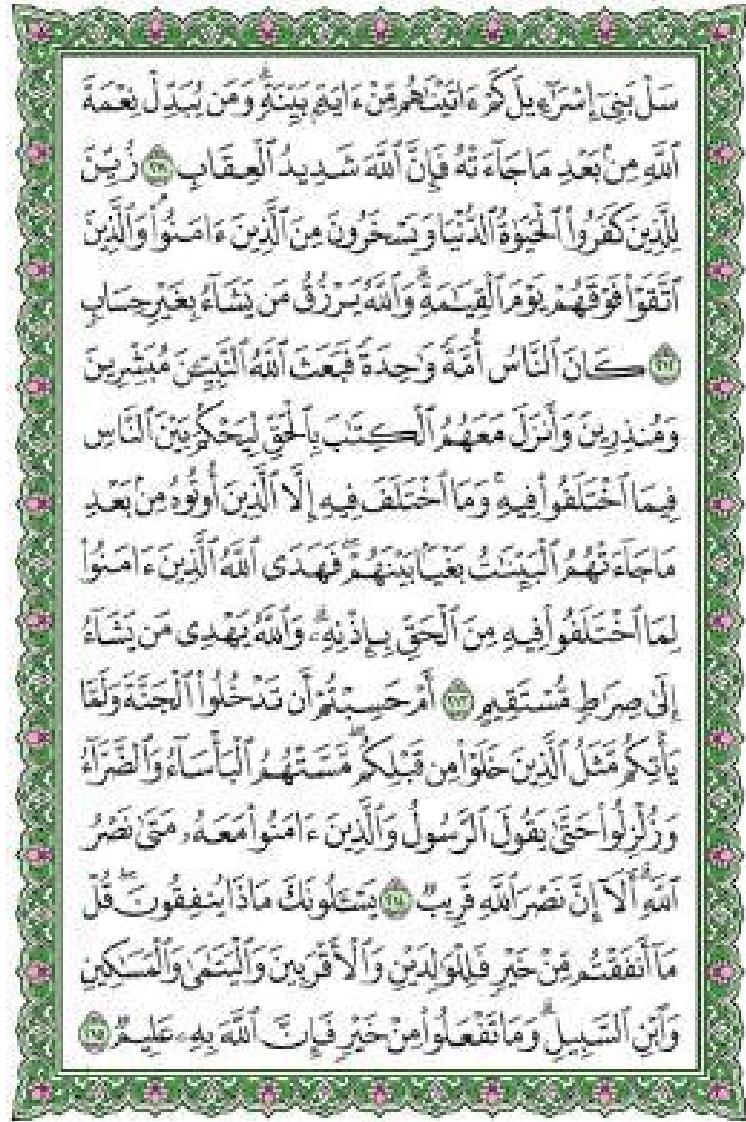 سَلْ بَنِىٓ إِسْرَٰٓءِيلَ كَمْ ءَاتَيْنَٰهُم مِّنْ ءَايَةٍۭ بَيِّنَةٍۗ وَمَن يُبَدِّلْ نِعْمَةَ
ٱللَّهِ مِنۢ بَعْدِ مَا جَآءَتْهُ فَإِنَّ ٱللَّهَ شَدِيدُ ٱلْعِقَابِ ٢١١ زُيِّنَ
لِلَّذِينَ كَفَرُوا۟ ٱلْحَيَوٰةُ ٱلدُّنْيَا وَيَسْخَرُونَ مِنَ ٱلَّذِينَ ءَامَنُوا۟ۘ وَٱلَّذِينَ
ٱتَّقَوْا۟ فَوْقَهُمْ يَوْمَ ٱلْقِيَٰمَةِۗ وَٱللَّهُ يَرْزُقُ مَن يَشَآءُ بِغَيْرِ حِسَابٍ
٢١٢ كَانَ ٱلنَّاسُ أُمَّةً وَٰحِدَةً فَبَعَثَ ٱللَّهُ ٱلنَّبِيِّـۧنَ مُبَشِّرِينَ
وَمُنذِرِينَ وَأَنزَلَ مَعَهُمُ ٱلْكِتَٰبَ بِٱلْحَقِّ لِيَحْكُمَ بَيْنَ ٱلنَّاسِ
فِيمَا ٱخْتَلَفُوا۟ فِيهِۚ وَمَا ٱخْتَلَفَ فِيهِ إِلَّا ٱلَّذِينَ أُوتُوهُ مِنۢ بَعْدِ
مَا جَآءَتْهُمُ ٱلْبَيِّنَٰتُ بَغْيًۢا بَيْنَهُمْۖ فَهَدَى ٱللَّهُ ٱلَّذِينَ ءَامَنُوا۟
لِمَا ٱخْتَلَفُوا۟ فِيهِ مِنَ ٱلْحَقِّ بِإِذْنِهِۦۗ وَٱللَّهُ يَهْدِى مَن يَشَآءُ
إِلَىٰ صِرَٰطٍ مُّسْتَقِيمٍ ٢١٣ أَمْ حَسِبْتُمْ أَن تَدْخُلُوا۟ ٱلْجَنَّةَ وَلَمَّا
يَأْتِكُم مَّثَلُ ٱلَّذِينَ خَلَوْا۟ مِن قَبْلِكُمۖ مَّسَّتْهُمُ ٱلْبَأْسَآءُ وَٱلضَّرَّآءُ
وَزُلْزِلُوا۟ حَتَّىٰ يَقُولَ ٱلرَّسُولُ وَٱلَّذِينَ ءَامَنُوا۟ مَعَهُۥ مَتَىٰ نَصْرُ
ٱللَّهِۗ أَلَآ إِنَّ نَصْرَ ٱللَّهِ قَرِيبٌ ٢١٤ يَسْـَٔلُونَكَ مَاذَا يُنفِقُونَۖ قُلْ
مَآ أَنفَقْتُم مِّنْ خَيْرٍ فَلِلْوَٰلِدَيْنِ وَٱلْأَقْرَبِينَ وَٱلْيَتَٰمَىٰ وَٱلْمَسَٰكِينِ
وَٱبْنِ ٱلسَّبِيلِۗ وَمَا تَفْعَلُوا۟ مِنْ خَيْرٍ فَإِنَّ ٱللَّهَ بِهِۦ عَلِيمٌ ٢١٥